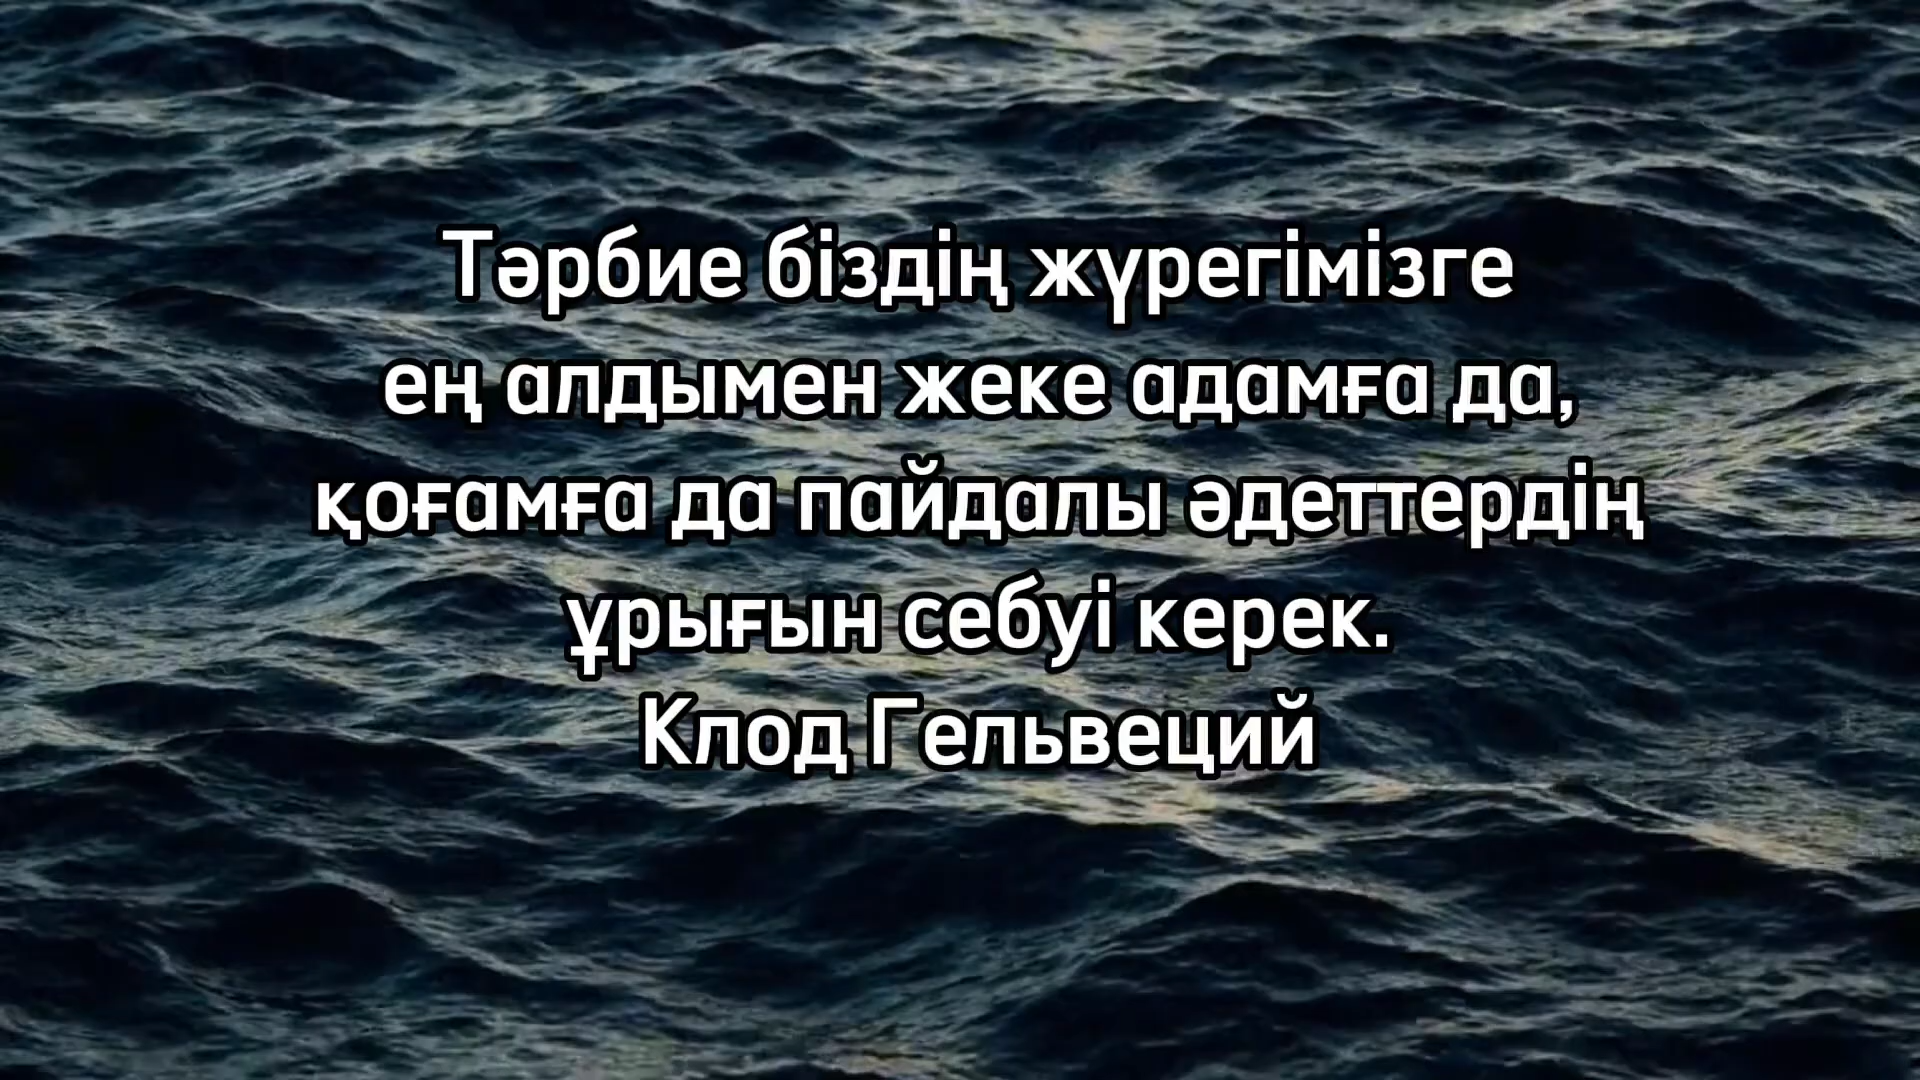 Тәрбие біздің жүрегімізге
ең алдымен жеке адамға да,
қоғамға да пайдалы әдеттердің
ұрығын себуі керек.
Клод Гельвеций